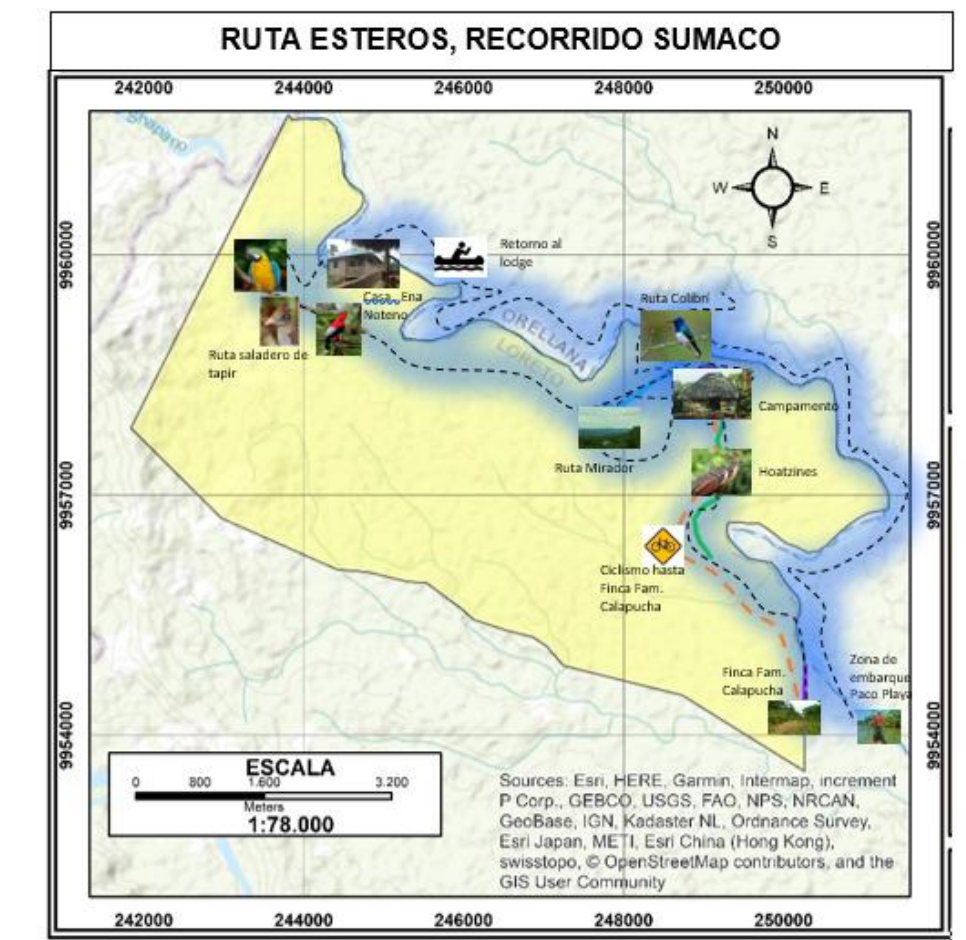 RUTA ESTEROS, RECORRIDO SUMACO
242000 244000 246000 248000 250000
Shapano
N
W E
S
9960000 9960000
Retorno al
lodge
Casa Ena
Noteno
Ruta Colibrí
ORELLANA
LORETO
Ruta saladero de
tapir
Campamento
Ruta Mirador
Hoatzines
9957000 9957000
Ciclismo hasta
Finca Fam.
Calapucha
Finca Fam.
Calapucha
Zona de
embarque
Paco Playa
9954000 9954000
ESCALA
0 800 1.600 3.200
Meters
1:78.000
Sources: Esri, HERE, Garmin, Intermap, increment
P Corp., GEBCO, USGS, FAO, NPS, NRCAN,
GeoBase, IGN, Kadaster NL, Ordnance Survey,
Esri Japan, METI, Esri China (Hong Kong),
swisstopo, © OpenStreetMap contributors, and the
GIS User Community
242000 244000 246000 248000 250000